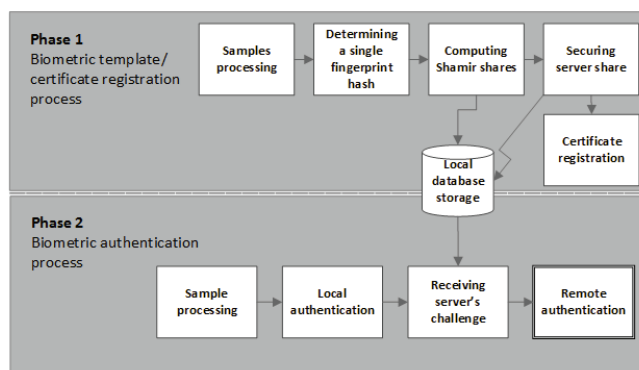 Phase 1
Biometric template/
certificate registration
process
Samples
processing
Determining
a single
fingerprint
hash
Computing
Shamir shares
Securing
server share
Certificate
registration
Local
database
storage
Phase 2
Biometric authentication
process
Sample
processing
Local
authentication
Receiving
server's
challenge
Remote
authentication